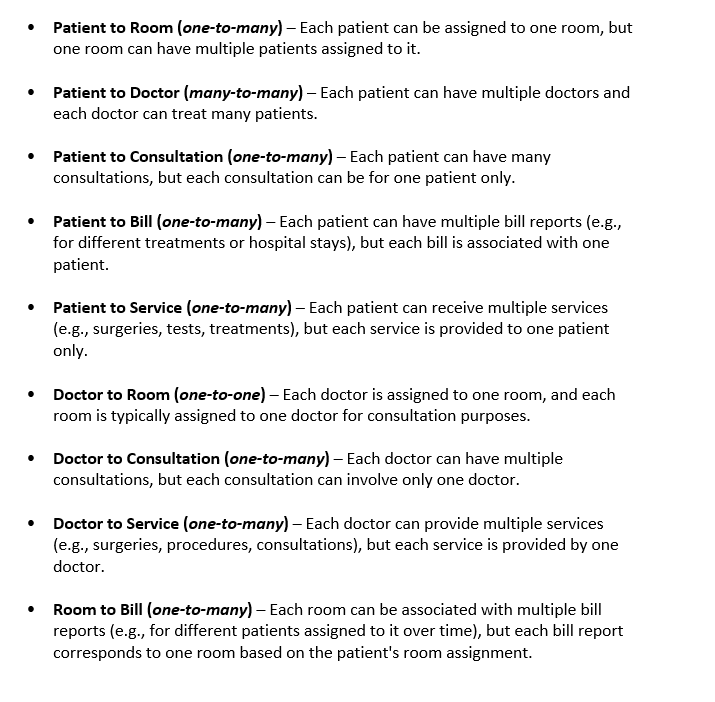 • Patient to Room (one-to-many) – Each patient can be assigned to one room, but
one room can have multiple patients assigned to it.
• Patient to Doctor (many-to-many) – Each patient can have multiple doctors and
each doctor can treat many patients.
• Patient to Consultation (one-to-many) – Each patient can have many
consultations, but each consultation can be for one patient only.
• Patient to Bill (one-to-many) – Each patient can have multiple bill reports (e.g.,
for different treatments or hospital stays), but each bill is associated with one
patient.
• Patient to Service (one-to-many) – Each patient can receive multiple services
(e.g., surgeries, tests, treatments), but each service is provided to one patient
only.
• Doctor to Room (one-to-one) – Each doctor is assigned to one room, and each
room is typically assigned to one doctor for consultation purposes.
• Doctor to Consultation (one-to-many) – Each doctor can have multiple
consultations, but each consultation can involve only one doctor.
• Doctor to Service (one-to-many) – Each doctor can provide multiple services
(e.g., surgeries, procedures, consultations), but each service is provided by one
doctor.
• Room to Bill (one-to-many) – Each room can be associated with multiple bill
reports (e.g., for different patients assigned to it over time), but each bill report
corresponds to one room based on the patient's room assignment.